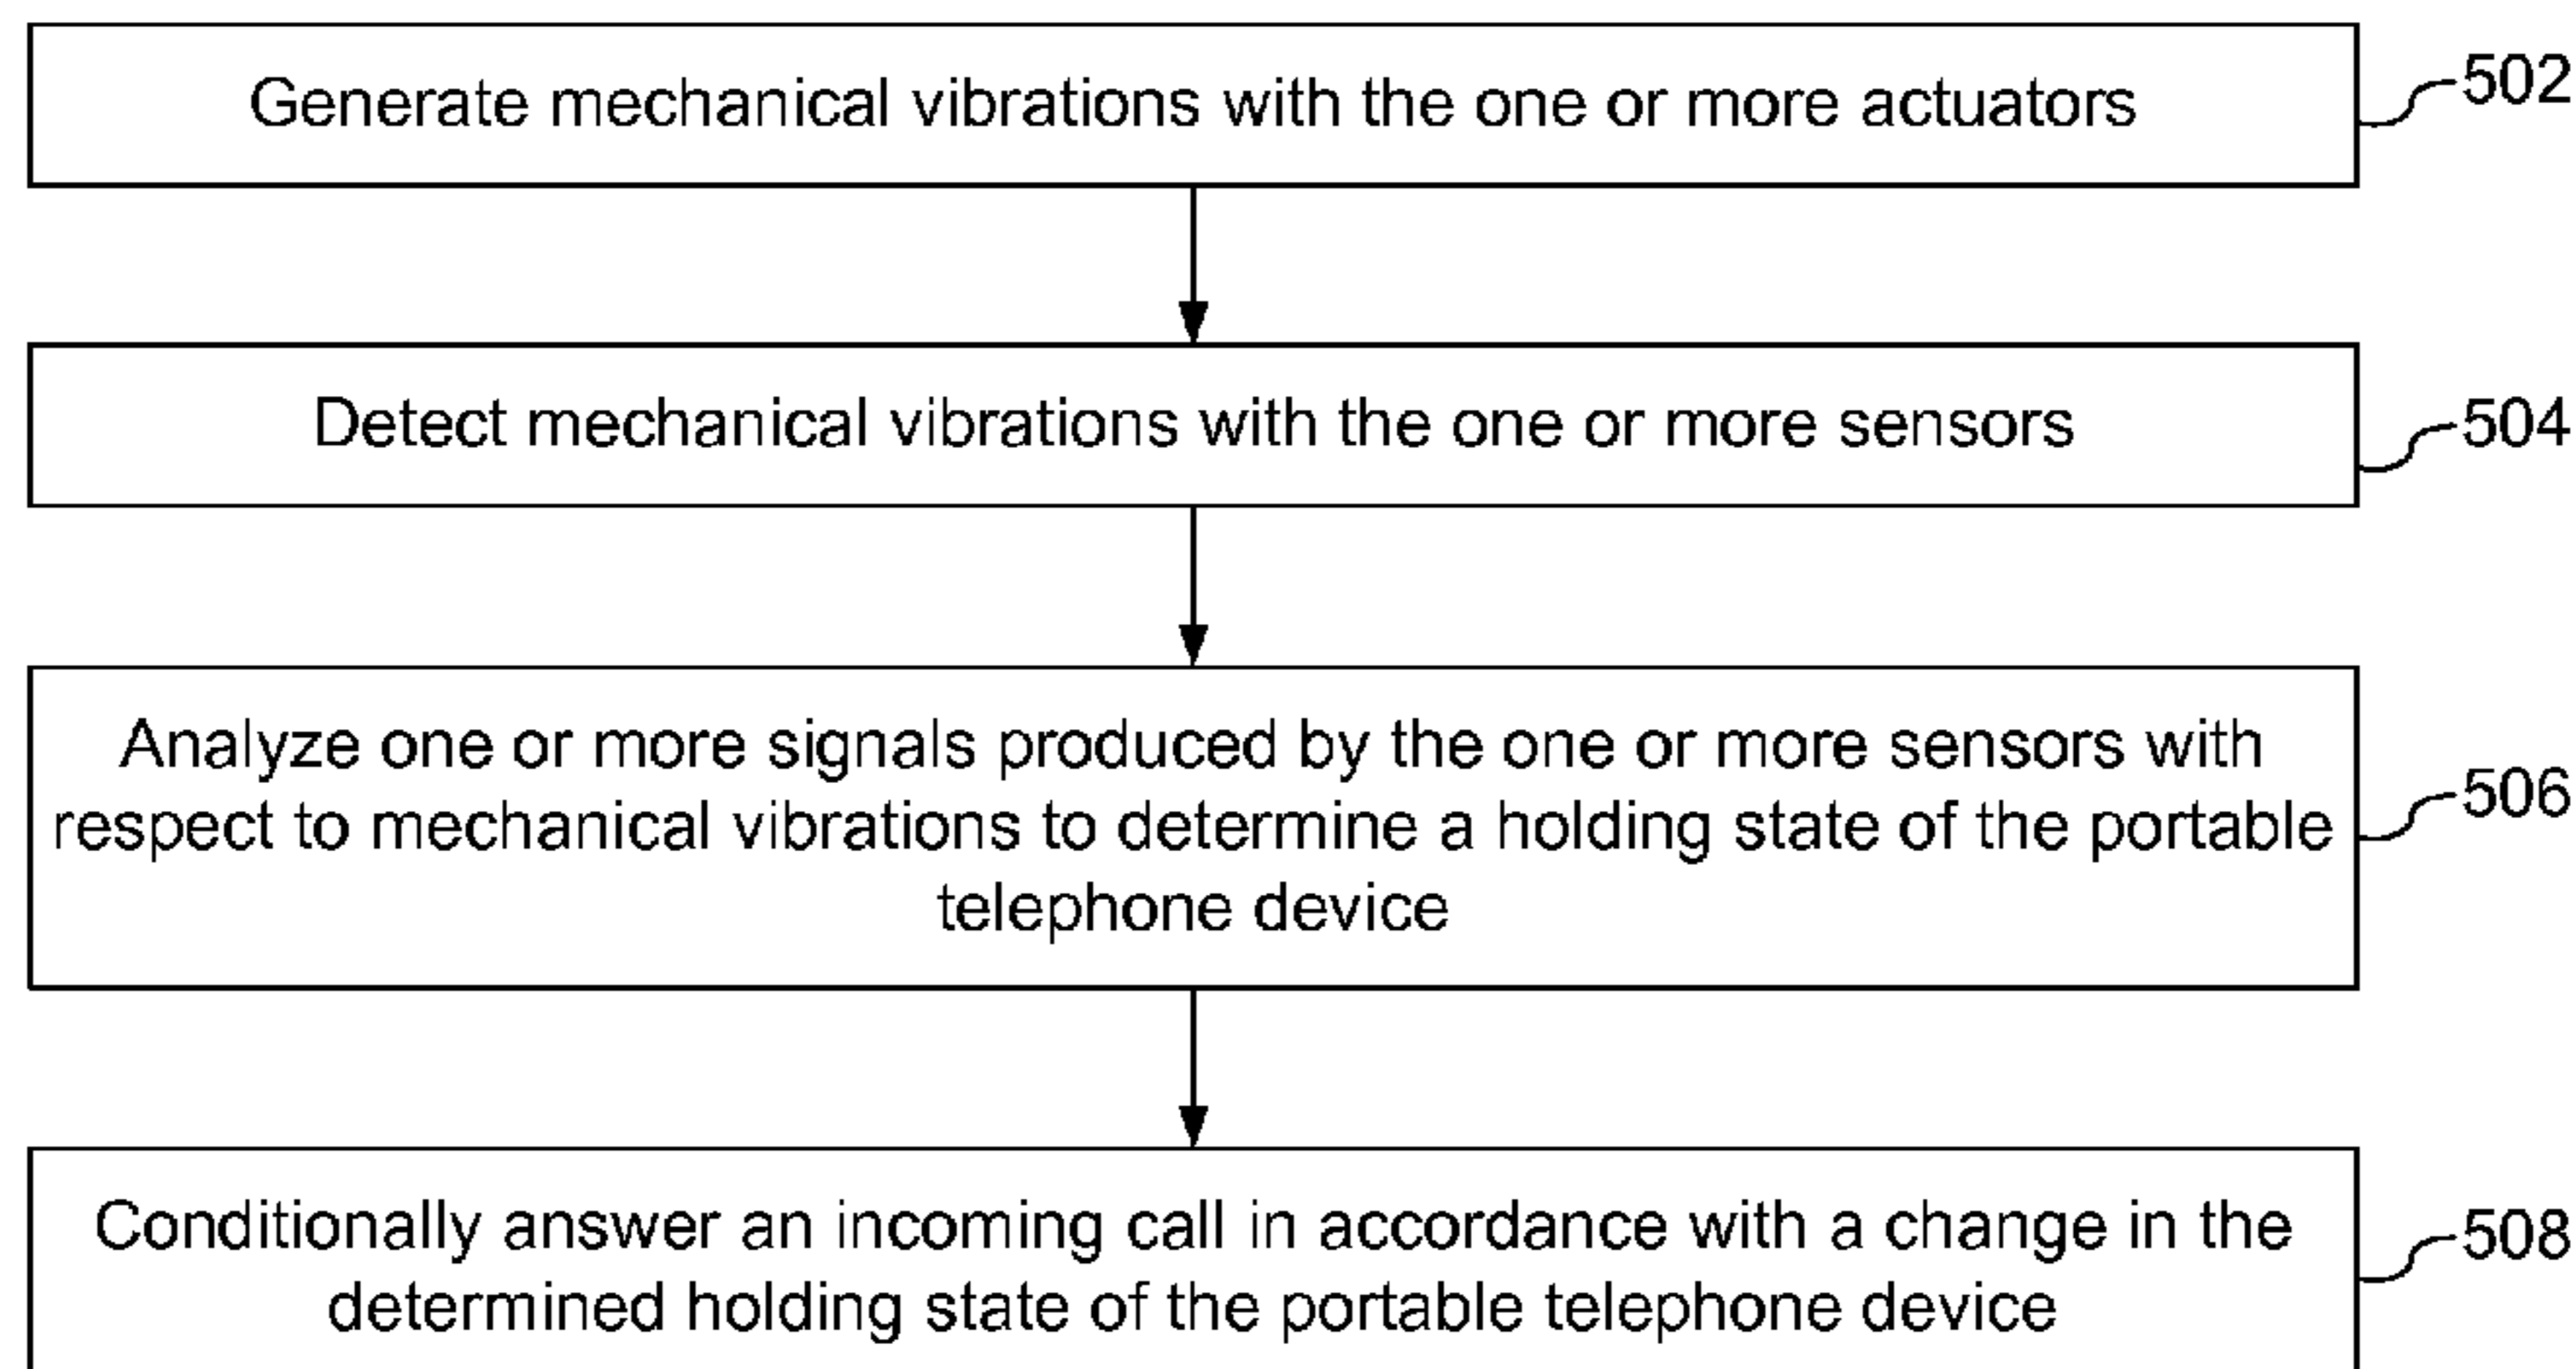 Generate mechanical vibrations with the one or more actuators
502
Detect mechanical vibrations with the one or more sensors
504
Analyze one or more signals produced by the one or more sensors with
respect to mechanical vibrations to determine a holding state of the portable
telephone device
506
Conditionally answer an incoming call in accordance with a change in the
determined holding state of the portable telephone device
508